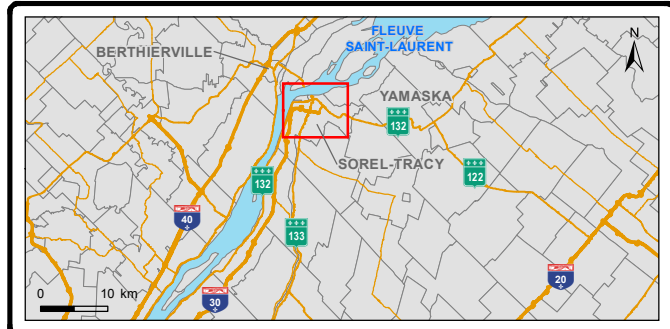 FLEUVE
SAINT-LAURENT
N
BERTHIERVILLE
YAMASKA
132
SOREL-TRACY
132
122
40
133
20
30
0 10 km